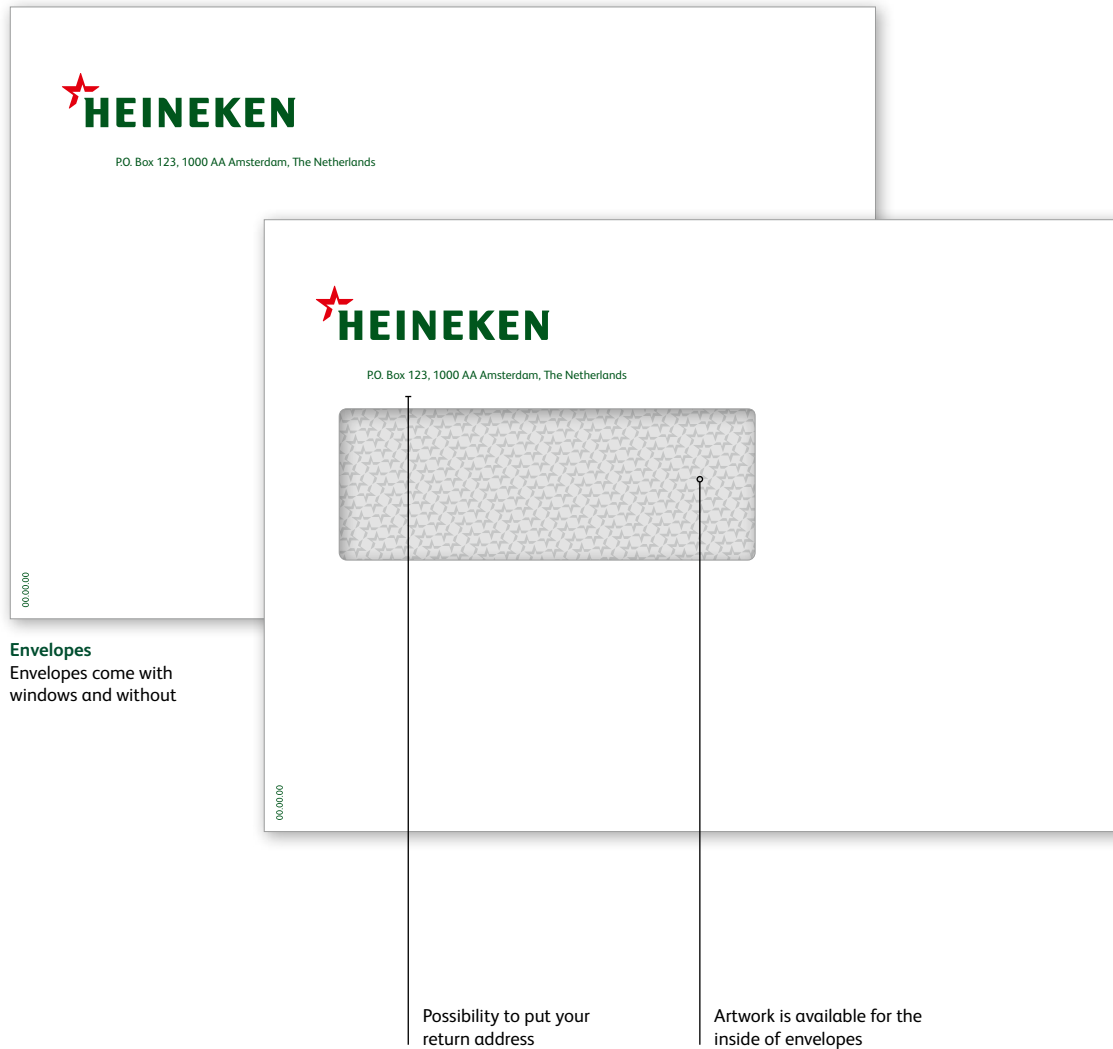 HEINEKEN
P.O. Box 123, 1000 AA Amsterdam, The Netherlands
HEINEKEN
P.O. Box 123, 1000 AA Amsterdam, The Netherlands
00.00.00
Envelopes
Envelopes come with
windows and without
00.00.00
Possibility to put your
return address
Artwork is available for the
inside of envelopes